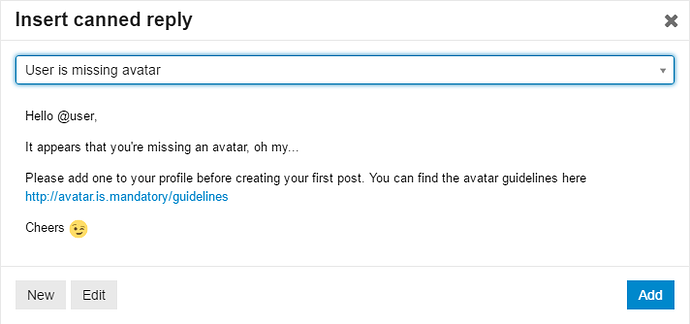 Insert canned reply
User is missing avatar
Hello @user,
It appears that you're missing an avatar, oh my...
Please add one to your profile before creating your first post. You can find the avatar guidelines here
http://avatar.is.mandatory/guidelines
Cheers
New Edit Add